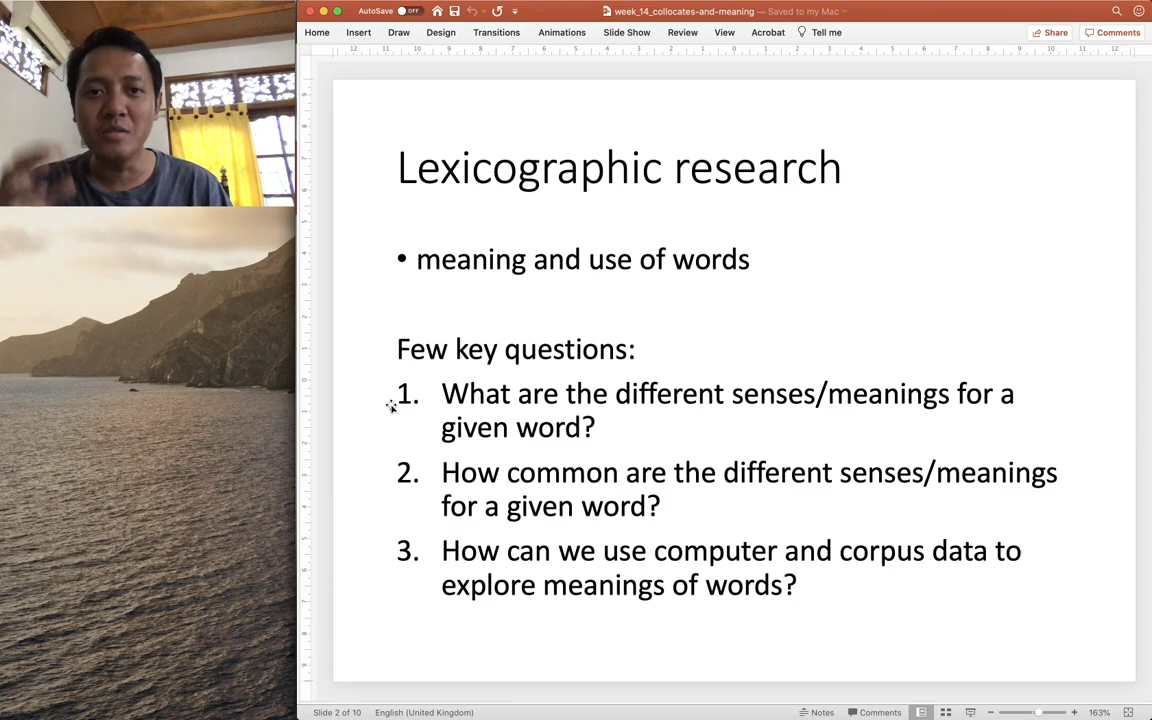 AutoSave OFF
week_14_collocates-and-meaning — Saved to my Mac
Home Insert Draw Design Transitions Animations Slide Show Review View Acrobat Tell me Share Comments
Lexicographic research
• meaning and use of words
Few key questions:
1. What are the different senses/meanings for a
given word?
2. How common are the different senses/meanings
for a given word?
3. How can we use computer and corpus data to
explore meanings of words?
Slide 2 of 10 English (United Kingdom) Notes Comments 163%